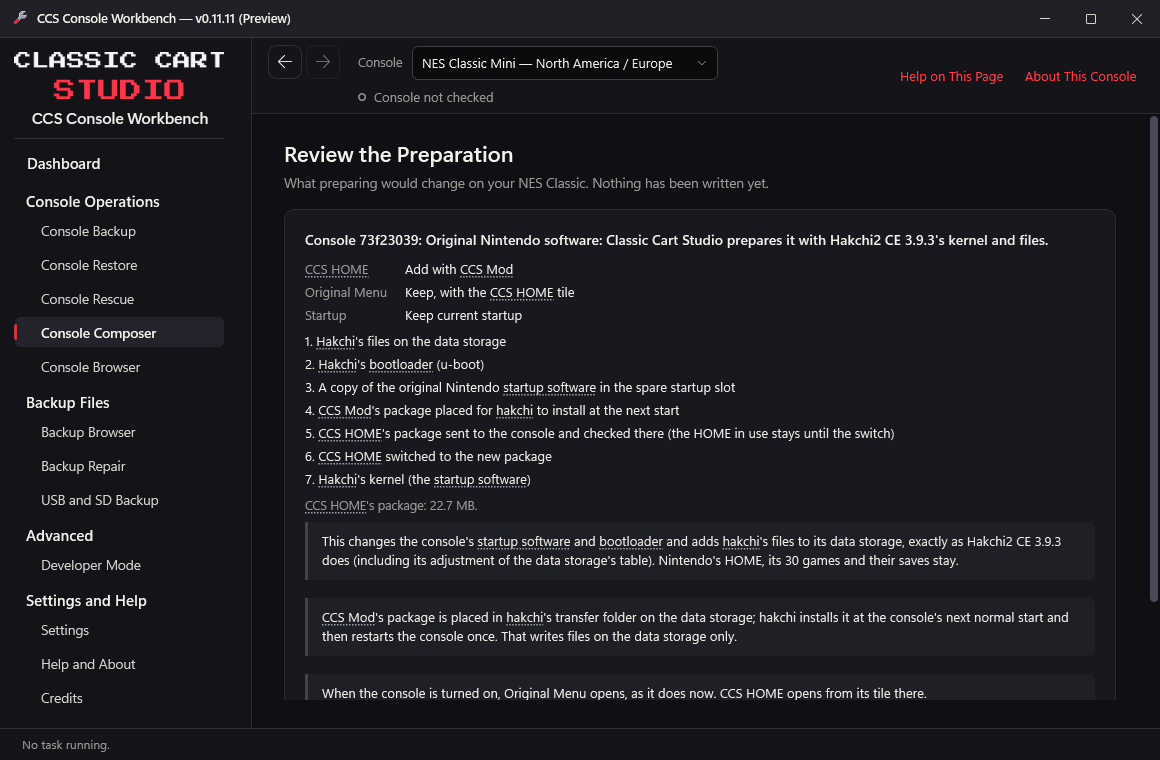 CCS Console Workbench — v0.11.11 (Preview)
CLASSIC CART
STUDIO
CCS Console Workbench
Dashboard
Console Operations
Console Backup
Console Restore
Console Rescue
Console Composer
Console Browser
Backup Files
Backup Browser
Backup Repair
USB and SD Backup
Advanced
Developer Mode
Settings and Help
Settings
Help and About
Credits
Console
NES Classic Mini — North America / Europe
Console not checked
Help on This Page
About This Console
Review the Preparation
What preparing would change on your NES Classic. Nothing has been written yet.
Console 73f23039: Original Nintendo software: Classic Cart Studio prepares it with Hakchi2 CE 3.9.3's kernel and files.
CCS HOME Add with CCS Mod
Original Menu Keep, with the CCS HOME tile
Startup Keep current startup
1. Hakchi's files on the data storage
2. Hakchi's bootloader (u-boot)
3. A copy of the original Nintendo startup software in the spare startup slot
4. CCS Mod's package placed for hakchi to install at the next start
5. CCS HOME's package sent to the console and checked there (the HOME in use stays until the switch)
6. CCS HOME switched to the new package
7. Hakchi's kernel (the startup software)
CCS HOME's package: 22.7 MB.
This changes the console's startup software and bootloader and adds hakchi's files to its data storage, exactly as Hakchi2 CE 3.9.3
does (including its adjustment of the data storage's table). Nintendo's HOME, its 30 games and their saves stay.
CCS Mod's package is placed in hakchi's transfer folder on the data storage; hakchi installs it at the console's next normal start and
then restarts the console once. That writes files on the data storage only.
When the console is turned on, Original Menu opens, as it does now. CCS HOME opens from its tile there.
No task running.